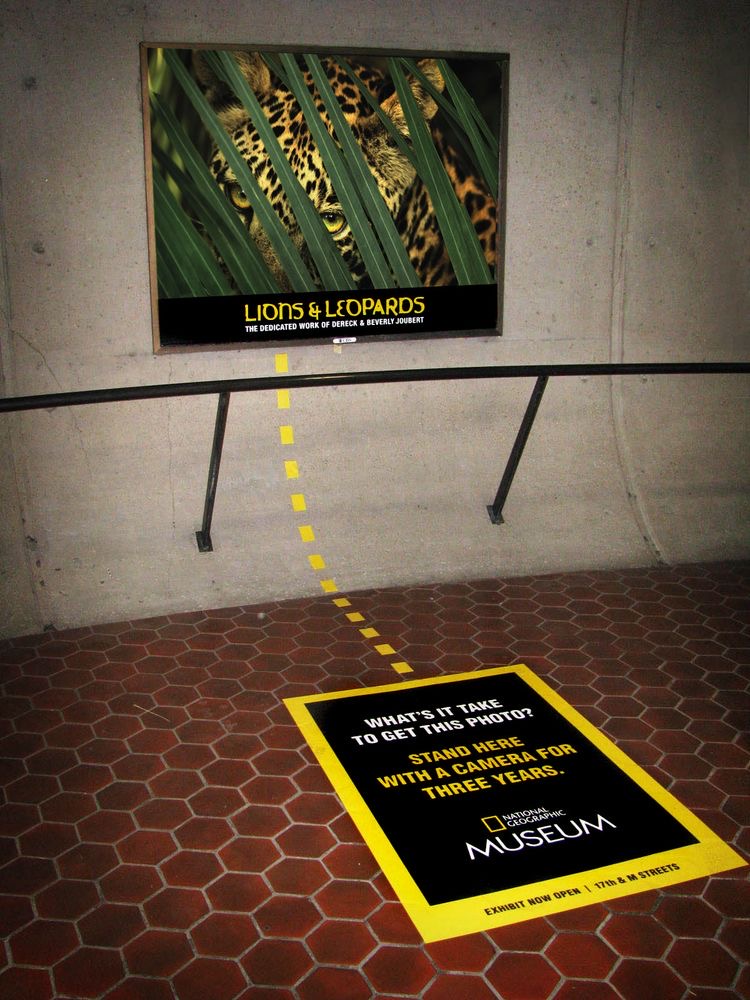 LIONS & LEOPARDS
THE DEDICATED WORK OF DERECK & BEVERLY JOUBERT
WHAT'S IT TAKE
TO GET THIS PHOTO?
STAND HERE
WITH A CAMERA FOR
THREE YEARS.
NATIONAL
GEOGRAPHIC
MUSEUM
EXHIBIT NOW OPEN | 17th & M STREETS